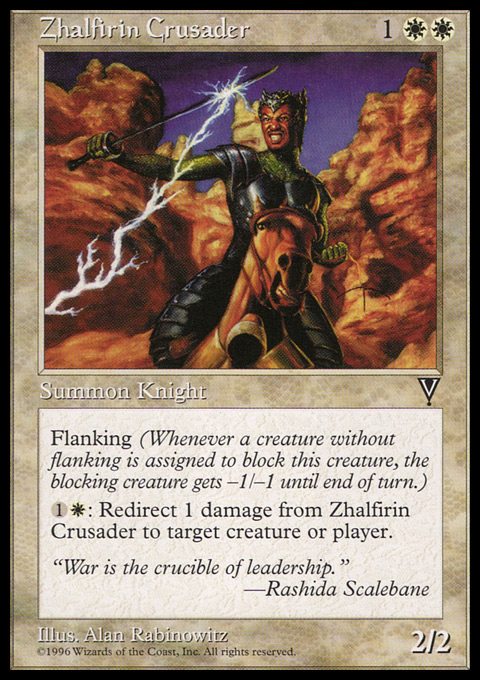 Zhalfirin Crusader 1
Summon Knight
Flanking (Whenever a creature without
flanking is assigned to block this creature, the
blocking creature gets –1/–1 until end of turn.)
1: Redirect 1 damage from Zhalfirin
Crusader to target creature or player.
“War is the crucible of leadership.”
—Rashida Scalebane
Illus. Alan Rabinowitz
2/2
©1996 Wizards of the Coast, Inc. All rights reserved.